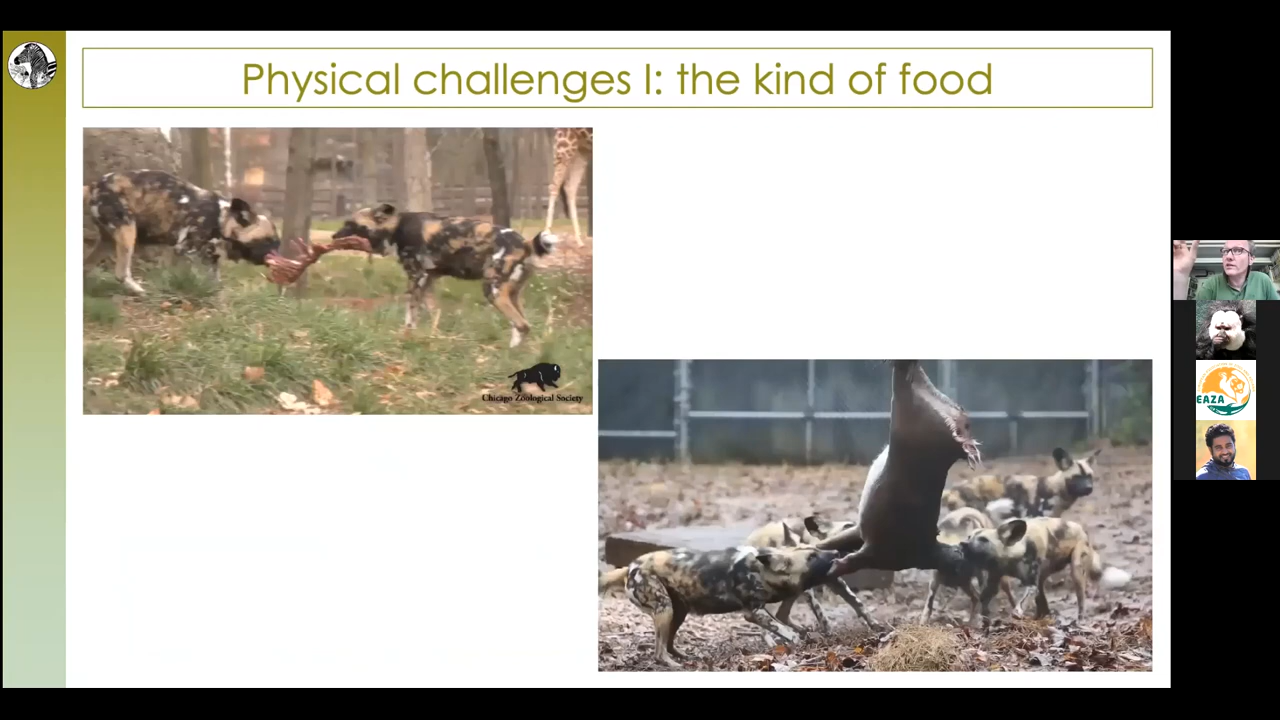 Physical challenges I: the kind of food
Chicago Zoological Society
EAZA